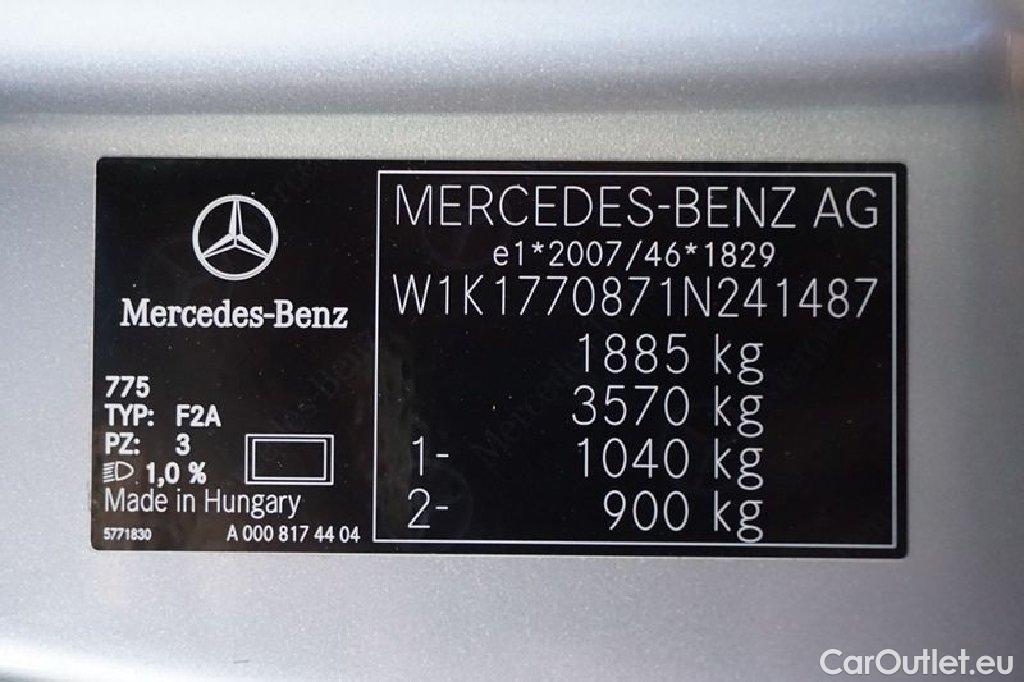 Mercedes-Benz
775
TYP: F2A
PZ: 3
1,0 %
Made in Hungary
5771830 A 000 817 44 04
MERCEDES-BENZ AG
e1*2007/46*1829
W1K1770871N241487
1885 kg
3570 kg
1- 1040 kg
2- 900 kg
CarOutlet.eu